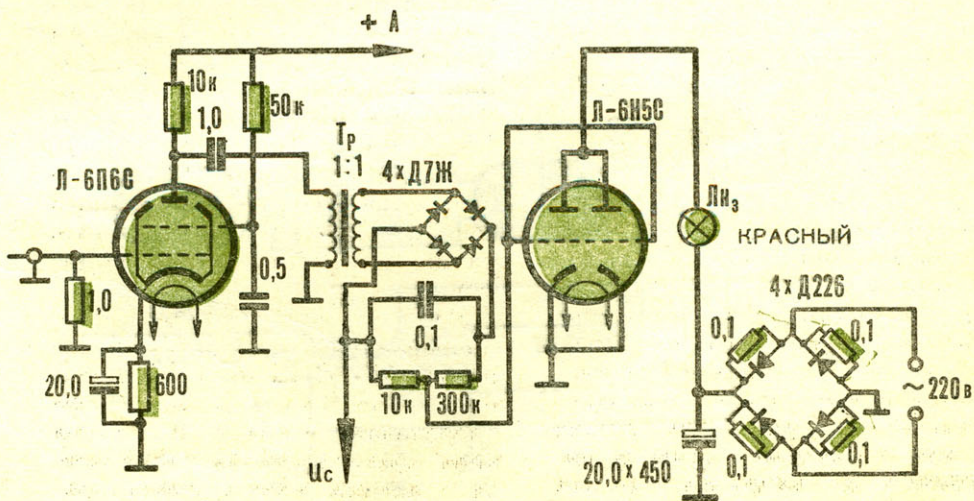 + А
10к
50к
1,0
Тр
1:1
4хД7Ж
Л-6П6С
Л-6Н5С
Лн₃
КРАСНЫЙ
1,0
0,5
0,1
20,0
600
10к
300к
Uc
4хД226
0,1
0,1
~ 220в
0,1
0,1
20,0х450